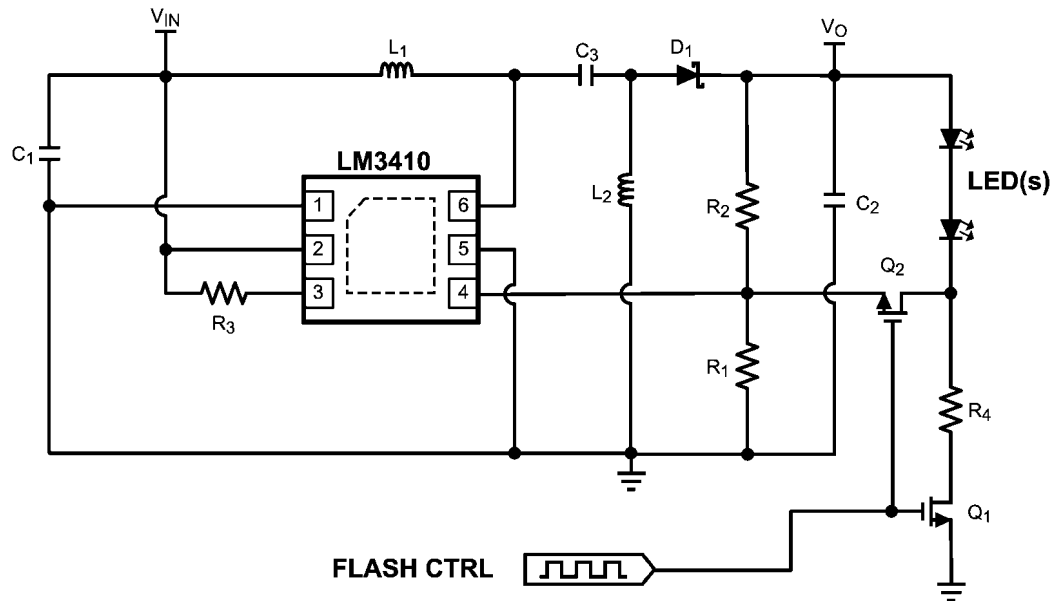 V_IN
L_1
C_3
D_1
V_O
C_1
LM3410
1
6
2
5
3
4
R_3
L_2
R_2
C_2
LED(s)
Q_2
R_1
R_4
Q_1
FLASH CTRL